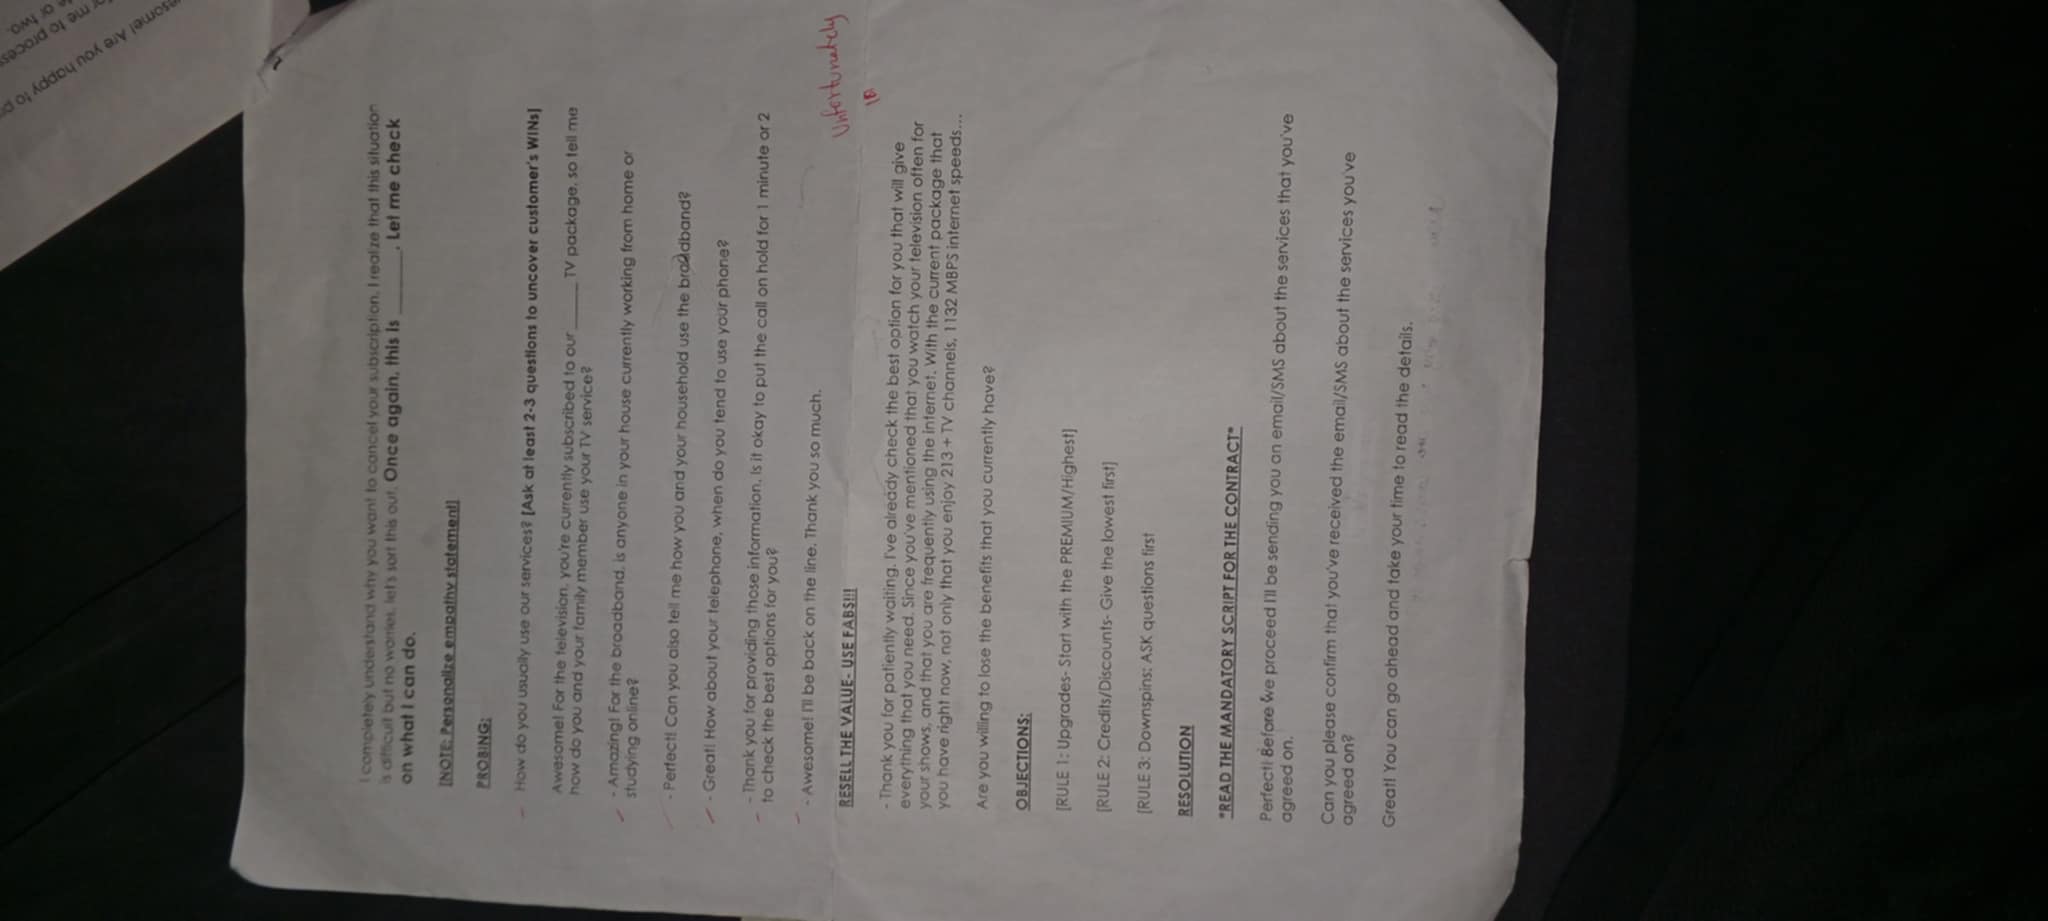 esome! Are you happy to p
or me to process
e or two.
I completely understand why you want to cancel your subscription. I realize that this situation
is difficult but no worries, let's sort this out. Once again, this is ______. Let me check
on what I can do.
[NOTE: Personalize empathy statement]
PROBING:
How do you usually use our services? [Ask at least 2-3 questions to uncover customer's WINs]
Awesome! For the television, you're currently subscribed to our _____ TV package, so tell me
how do you and your family member use your TV service?
- Amazing! For the broadband, is anyone in your house currently working from home or
studying online?
- Perfect! Can you also tell me how you and your household use the broadband?
- Great! How about your telephone, when do you tend to use your phone?
- Thank you for providing those information. Is it okay to put the call on hold for 1 minute or 2
to check the best options for you?
- Awesome! I'll be back on the line. Thank you so much.
Unfortunately
RESELL THE VALUE- USE FABS!!!
- Thank you for patiently waiting. I've already check the best option for you that will give
everything that you need. Since you've mentioned that you watch your television often for
your shows, and that you are frequently using the internet. With the current package that
you have right now, not only that you enjoy 213 + TV channels, 1132 MBPS internet speeds...
Are you willing to lose the benefits that you currently have?
OBJECTIONS:
[RULE 1: Upgrades- Start with the PREMIUM/Highest]
[RULE 2: Credits/Discounts- Give the lowest first]
[RULE 3: Downspins: ASK questions first
RESOLUTION
*READ THE MANDATORY SCRIPT FOR THE CONTRACT*
Perfect! Before we proceed I'll be sending you an email/SMS about the services that you've
agreed on.
Can you please confirm that you've received the email/SMS about the services you've
agreed on?
Great! You can go ahead and take your time to read the details.